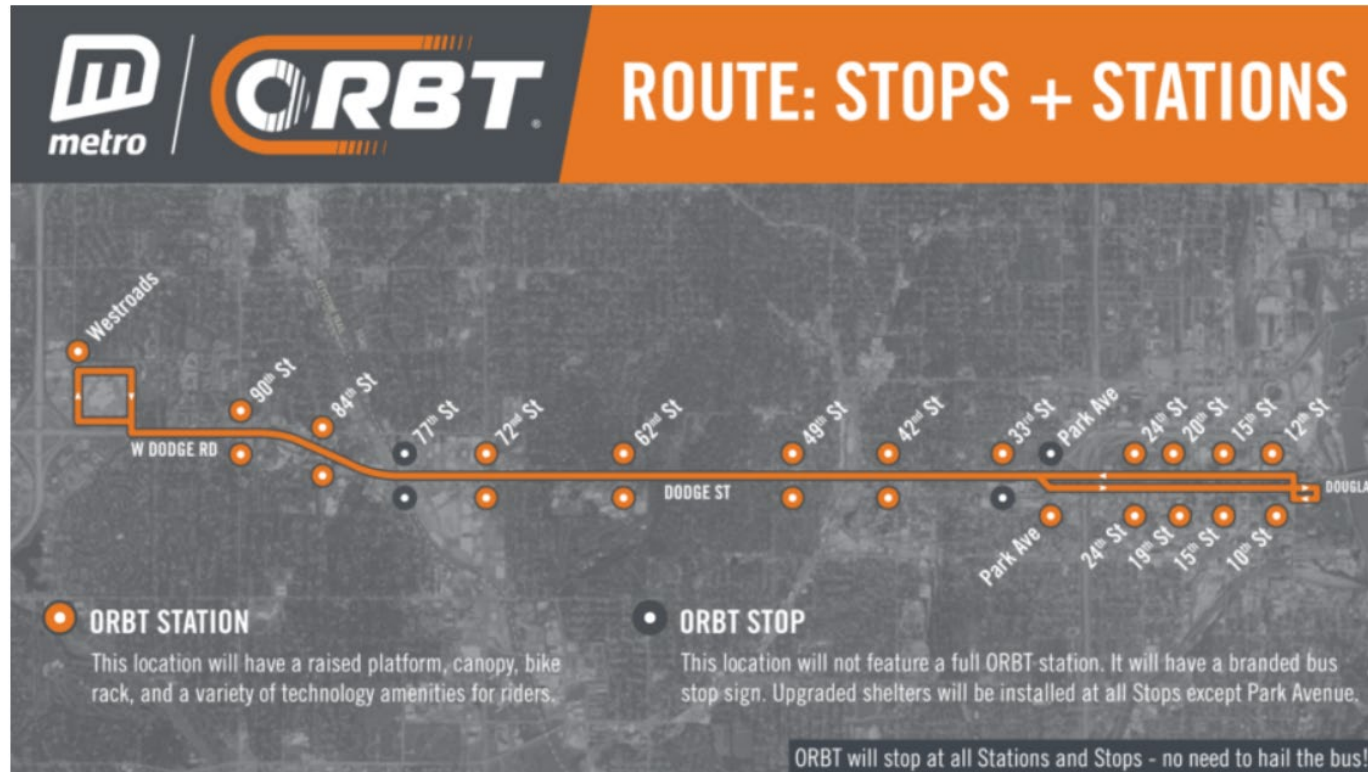 metro
ORBT®
ROUTE: STOPS + STATIONS
Westroads
90th St
84th St
77th St
72nd St
62nd St
49th St
42nd St
33rd St
Park Ave
24th St
20th St
15th St
12th St
W DODGE RD
DODGE ST
DOUGLA
Park Ave
24th St
19th St
15th St
10th St
ORBT STATION
This location will have a raised platform, canopy, bike
rack, and a variety of technology amenities for riders.
ORBT STOP
This location will not feature a full ORBT station. It will have a branded bus
stop sign. Upgraded shelters will be installed at all Stops except Park Avenue.
ORBT will stop at all Stations and Stops - no need to hail the bus!